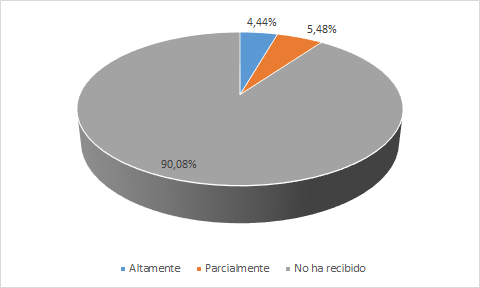 4,44%
5,48%
90,08%
Altamente Parcialmente No ha recibido